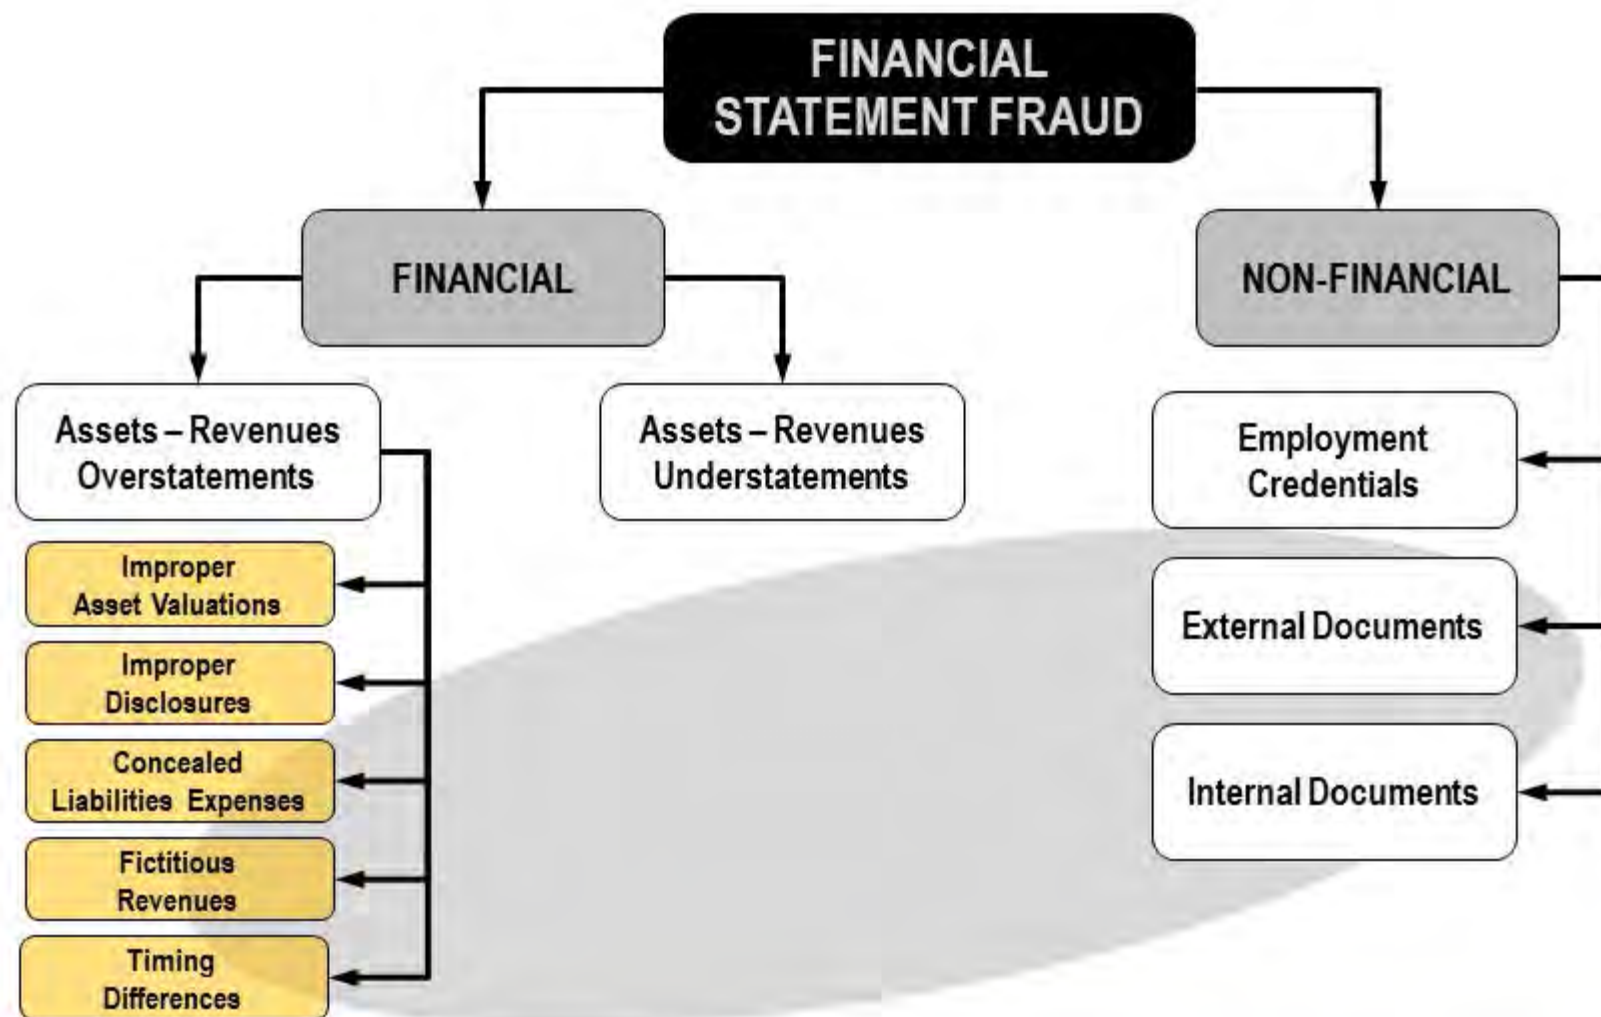 FINANCIAL
STATEMENT FRAUD
FINANCIAL
NON-FINANCIAL
Assets – Revenues
Overstatements
Assets – Revenues
Understatements
Employment
Credentials
External Documents
Internal Documents
Improper
Asset Valuations
Improper
Disclosures
Concealed
Liabilities Expenses
Fictitious
Revenues
Timing
Differences